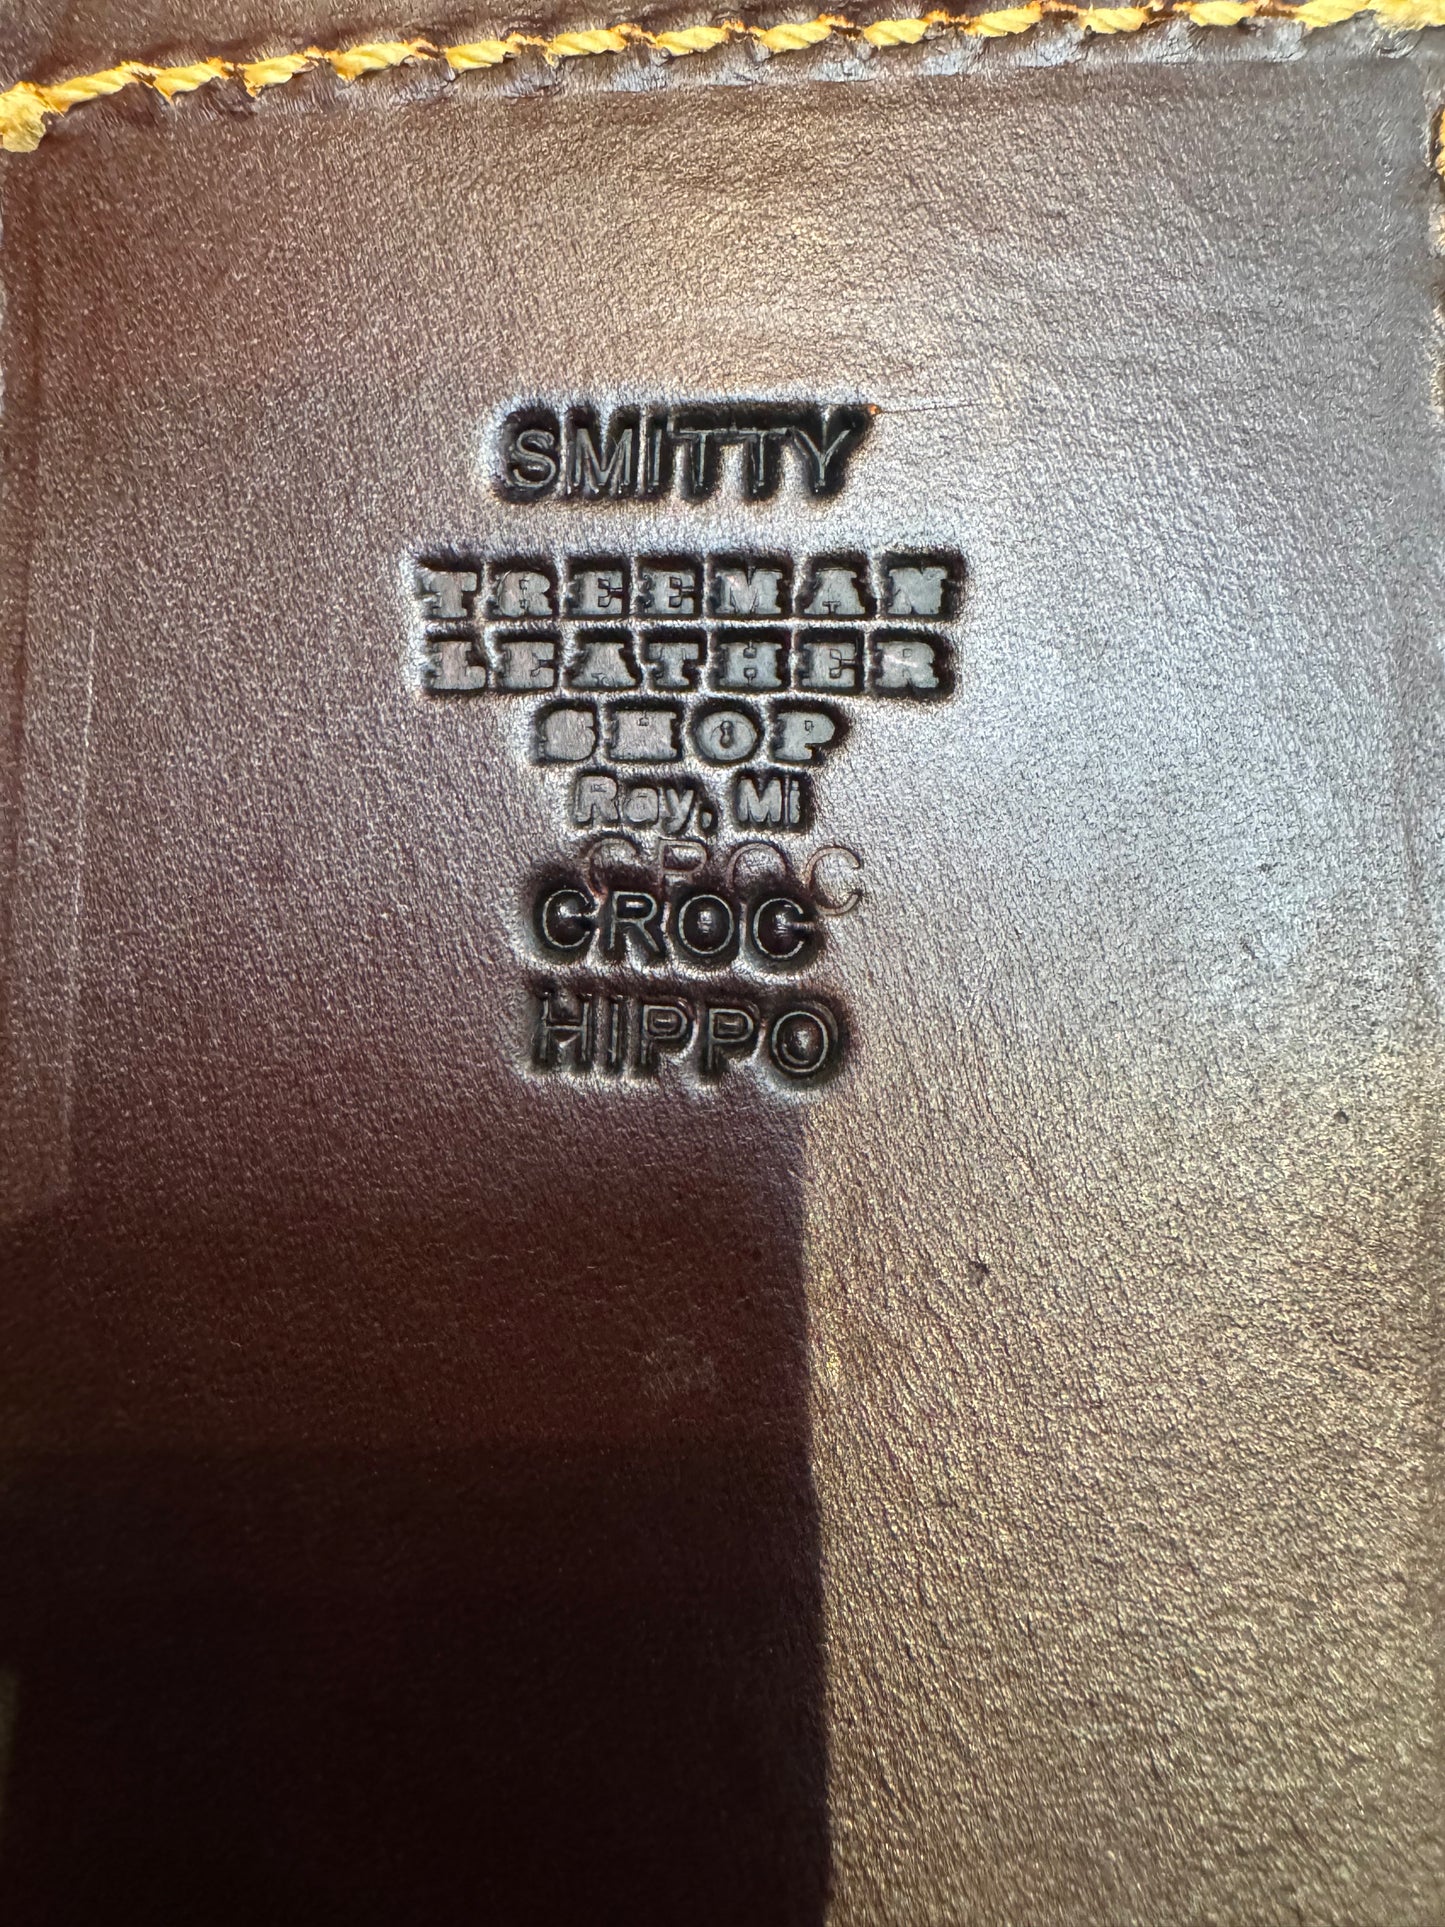 SMITTY
TREEMAN
LEATHER
SHOP
Roy, Mi
CROC
CROC
HIPPO